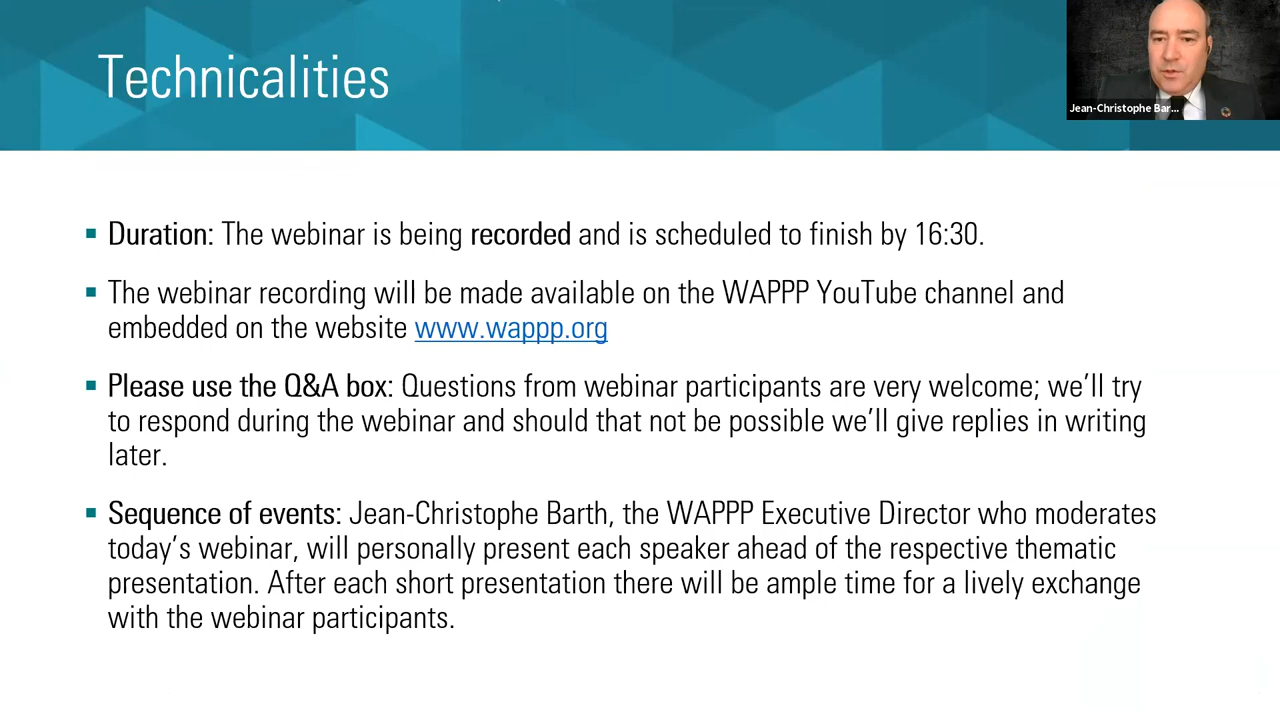 Technicalities
Jean-Christophe Bar...
▪ Duration: The webinar is being recorded and is scheduled to finish by 16:30.
▪ The webinar recording will be made available on the WAPPP YouTube channel and
embedded on the website www.wappp.org
▪ Please use the Q&A box: Questions from webinar participants are very welcome; we’ll try
to respond during the webinar and should that not be possible we’ll give replies in writing
later.
▪ Sequence of events: Jean-Christophe Barth, the WAPPP Executive Director who moderates
today’s webinar, will personally present each speaker ahead of the respective thematic
presentation. After each short presentation there will be ample time for a lively exchange
with the webinar participants.